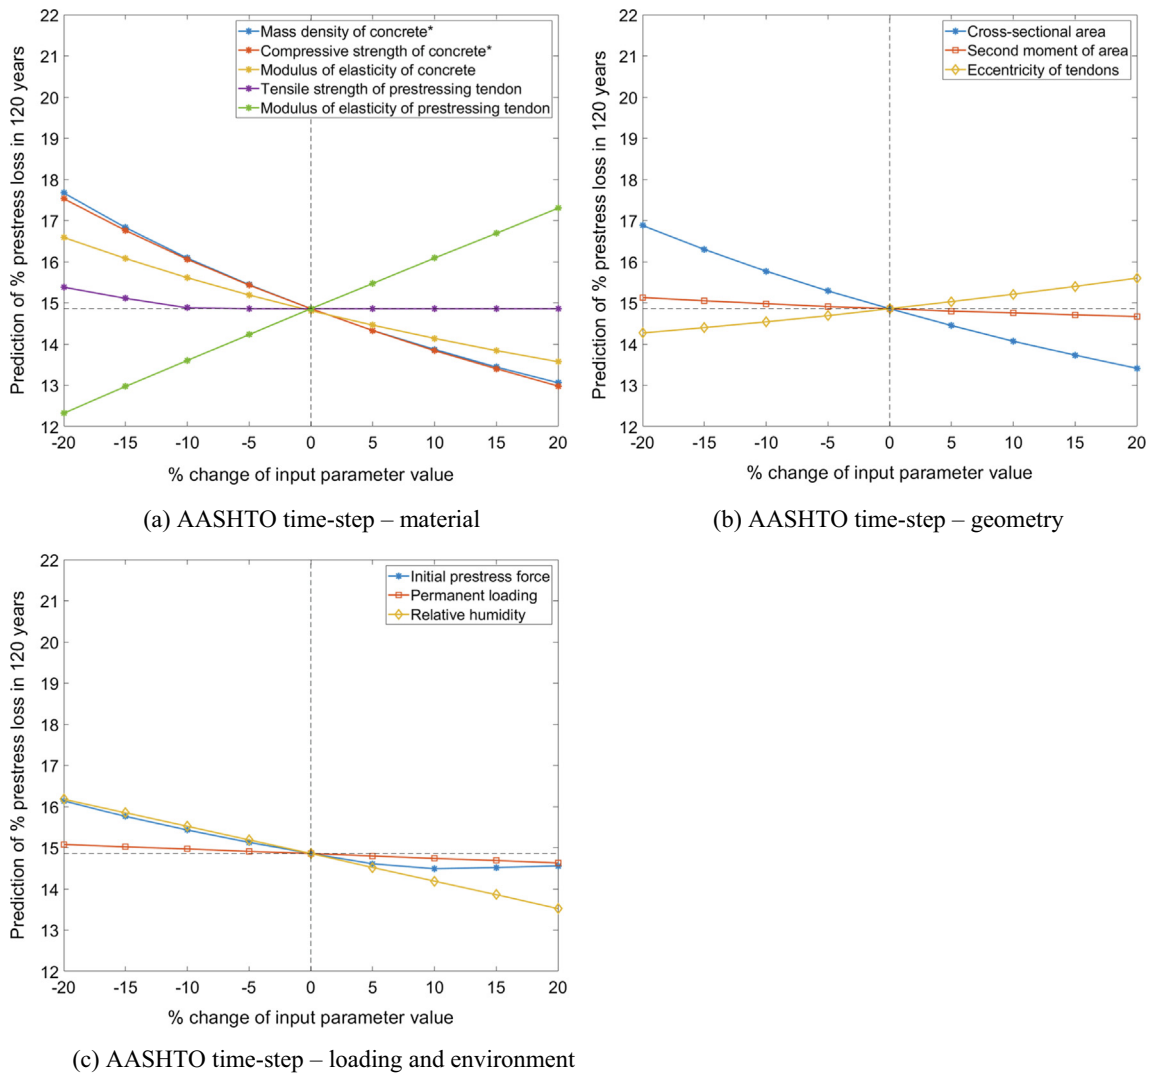 Prediction of % prestress loss in 120 years
22
21
20
19
18
17
16
15
14
13
12
Mass density of concrete*
Compressive strength of concrete*
Modulus of elasticity of concrete
Tensile strength of prestressing tendon
Modulus of elasticity of prestressing tendon
-20 -15 -10 -5 0 5 10 15 20
% change of input parameter value
(a) AASHTO time-step – material
Prediction of % prestress loss in 120 years
22
21
20
19
18
17
16
15
14
13
12
Cross-sectional area
Second moment of area
Eccentricity of tendons
-20 -15 -10 -5 0 5 10 15 20
% change of input parameter value
(b) AASHTO time-step – geometry
Prediction of % prestress loss in 120 years
22
21
20
19
18
17
16
15
14
13
12
Initial prestress force
Permanent loading
Relative humidity
-20 -15 -10 -5 0 5 10 15 20
% change of input parameter value
(c) AASHTO time-step – loading and environment